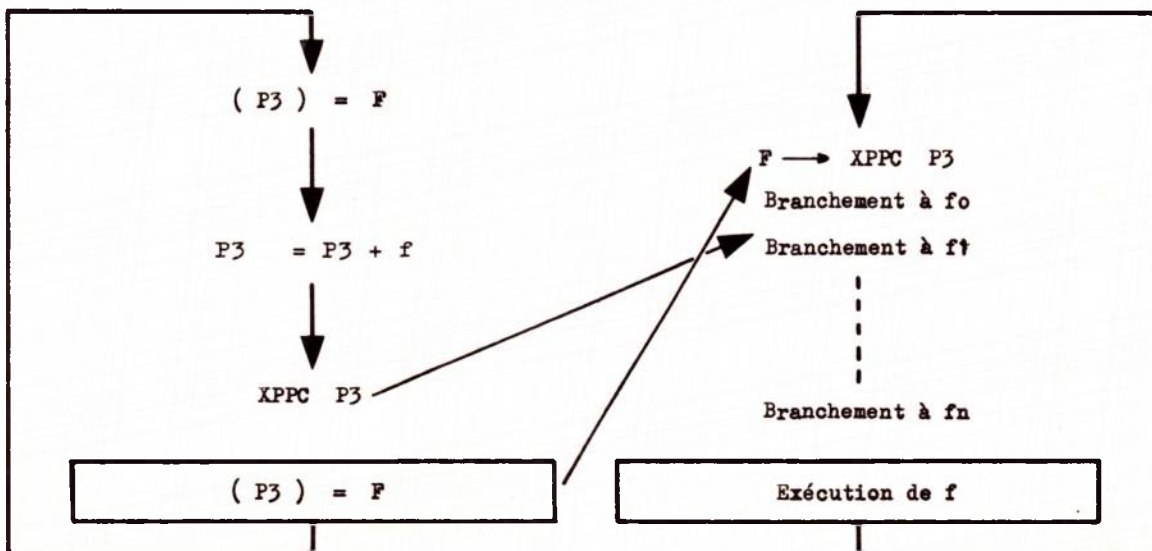 ( P3 ) = F
P3 = P3 + f
XPPC P3
( P3 ) = F
F → XPPC P3
Branchement à fo
Branchement à f1
Branchement à fn
Exécution de f